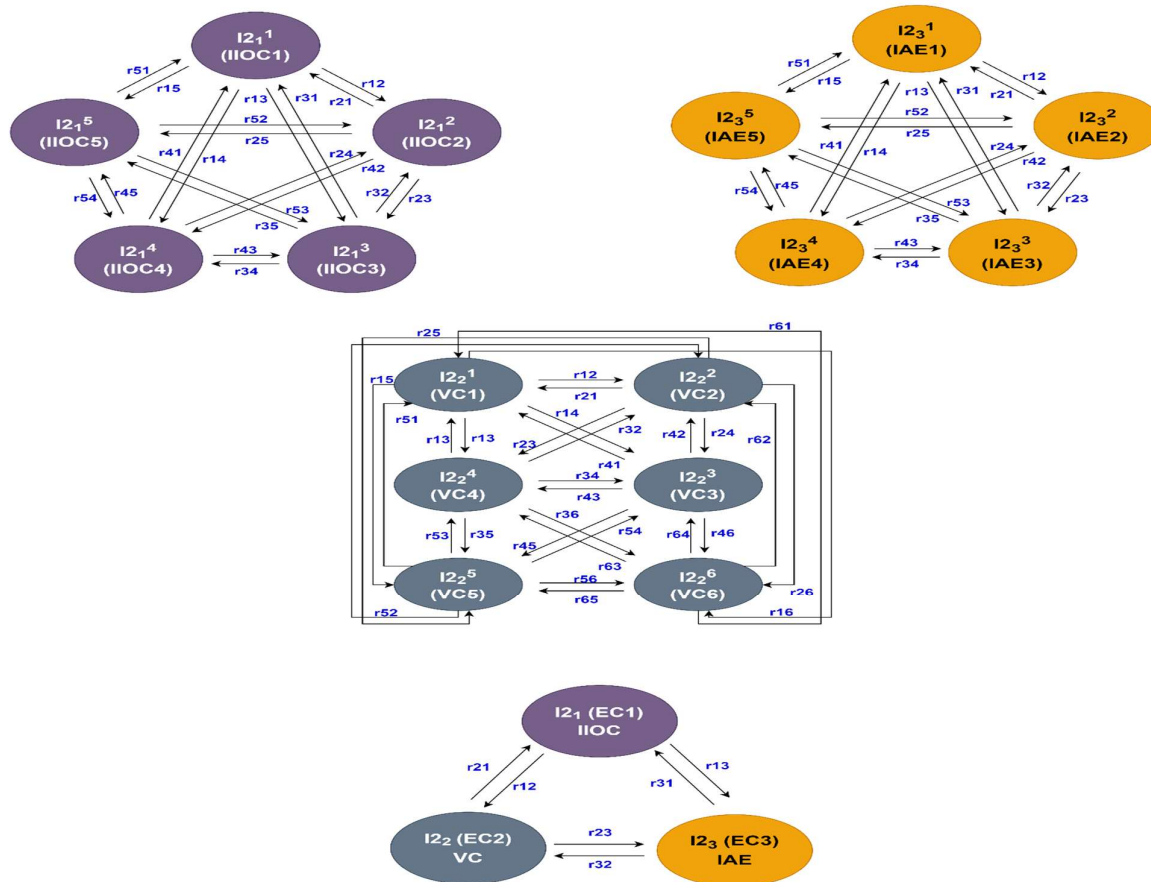 I2₁¹
(IIOC1)
r51
r15
r12
r21
r13
r31
I2₁⁵
(IIOC5)
r52
r25
I2₁²
(IIOC2)
r41
r14
r24
r42
r54
r45
r32
r23
r53
r35
I2₁⁴
(IIOC4)
r43
r34
I2₁³
(IIOC3)
I2₃¹
(IAE1)
r51
r15
r12
r21
r13
r31
I2₃⁵
(IAE5)
r52
r25
I2₃²
(IAE2)
r41
r14
r24
r42
r54
r45
r32
r23
r53
r35
I2₃⁴
(IAE4)
r43
r34
I2₃³
(IAE3)
r25
r61
I2₂¹
(VC1)
r12
r21
I2₂²
(VC2)
r15
r51
r14
r32
r62
r13
r13
r23
r41
r42
r24
I2₂⁴
(VC4)
r34
r43
I2₂³
(VC3)
r36
r54
r53
r35
r45
r63
r64
r46
I2₂⁵
(VC5)
r56
r65
I2₂⁶
(VC6)
r26
r52
r16
I2₁ (EC1)
IIOC
r21
r12
r13
r31
I2₂ (EC2)
VC
r23
r32
I2₃ (EC3)
IAE